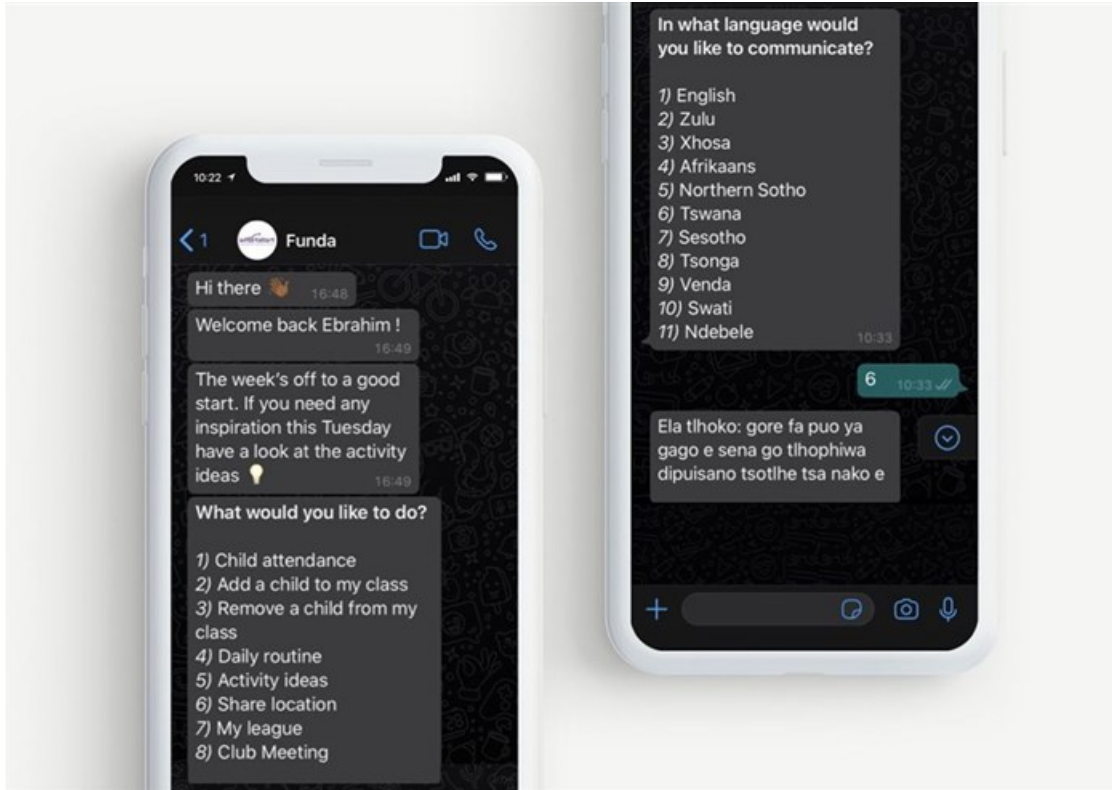 10:22
1
Funda
Hi there 👋🏾
16:48
Welcome back Ebrahim !
16:49
The week's off to a good
start. If you need any
inspiration this Tuesday
have a look at the activity
ideas 💡
16:49
What would you like to do?
1) Child attendance
2) Add a child to my class
3) Remove a child from my
class
4) Daily routine
5) Activity ideas
6) Share location
7) My league
8) Club Meeting
In what language would
you like to communicate?
1) English
2) Zulu
3) Xhosa
4) Afrikaans
5) Northern Sotho
6) Tswana
7) Sesotho
8) Tsonga
9) Venda
10) Swati
11) Ndebele
10:33
6 10:33
Ela tlhoko: gore fa puo ya
gago e sena go tlhophiwa
dipuisano tsotlhe tsa nako e